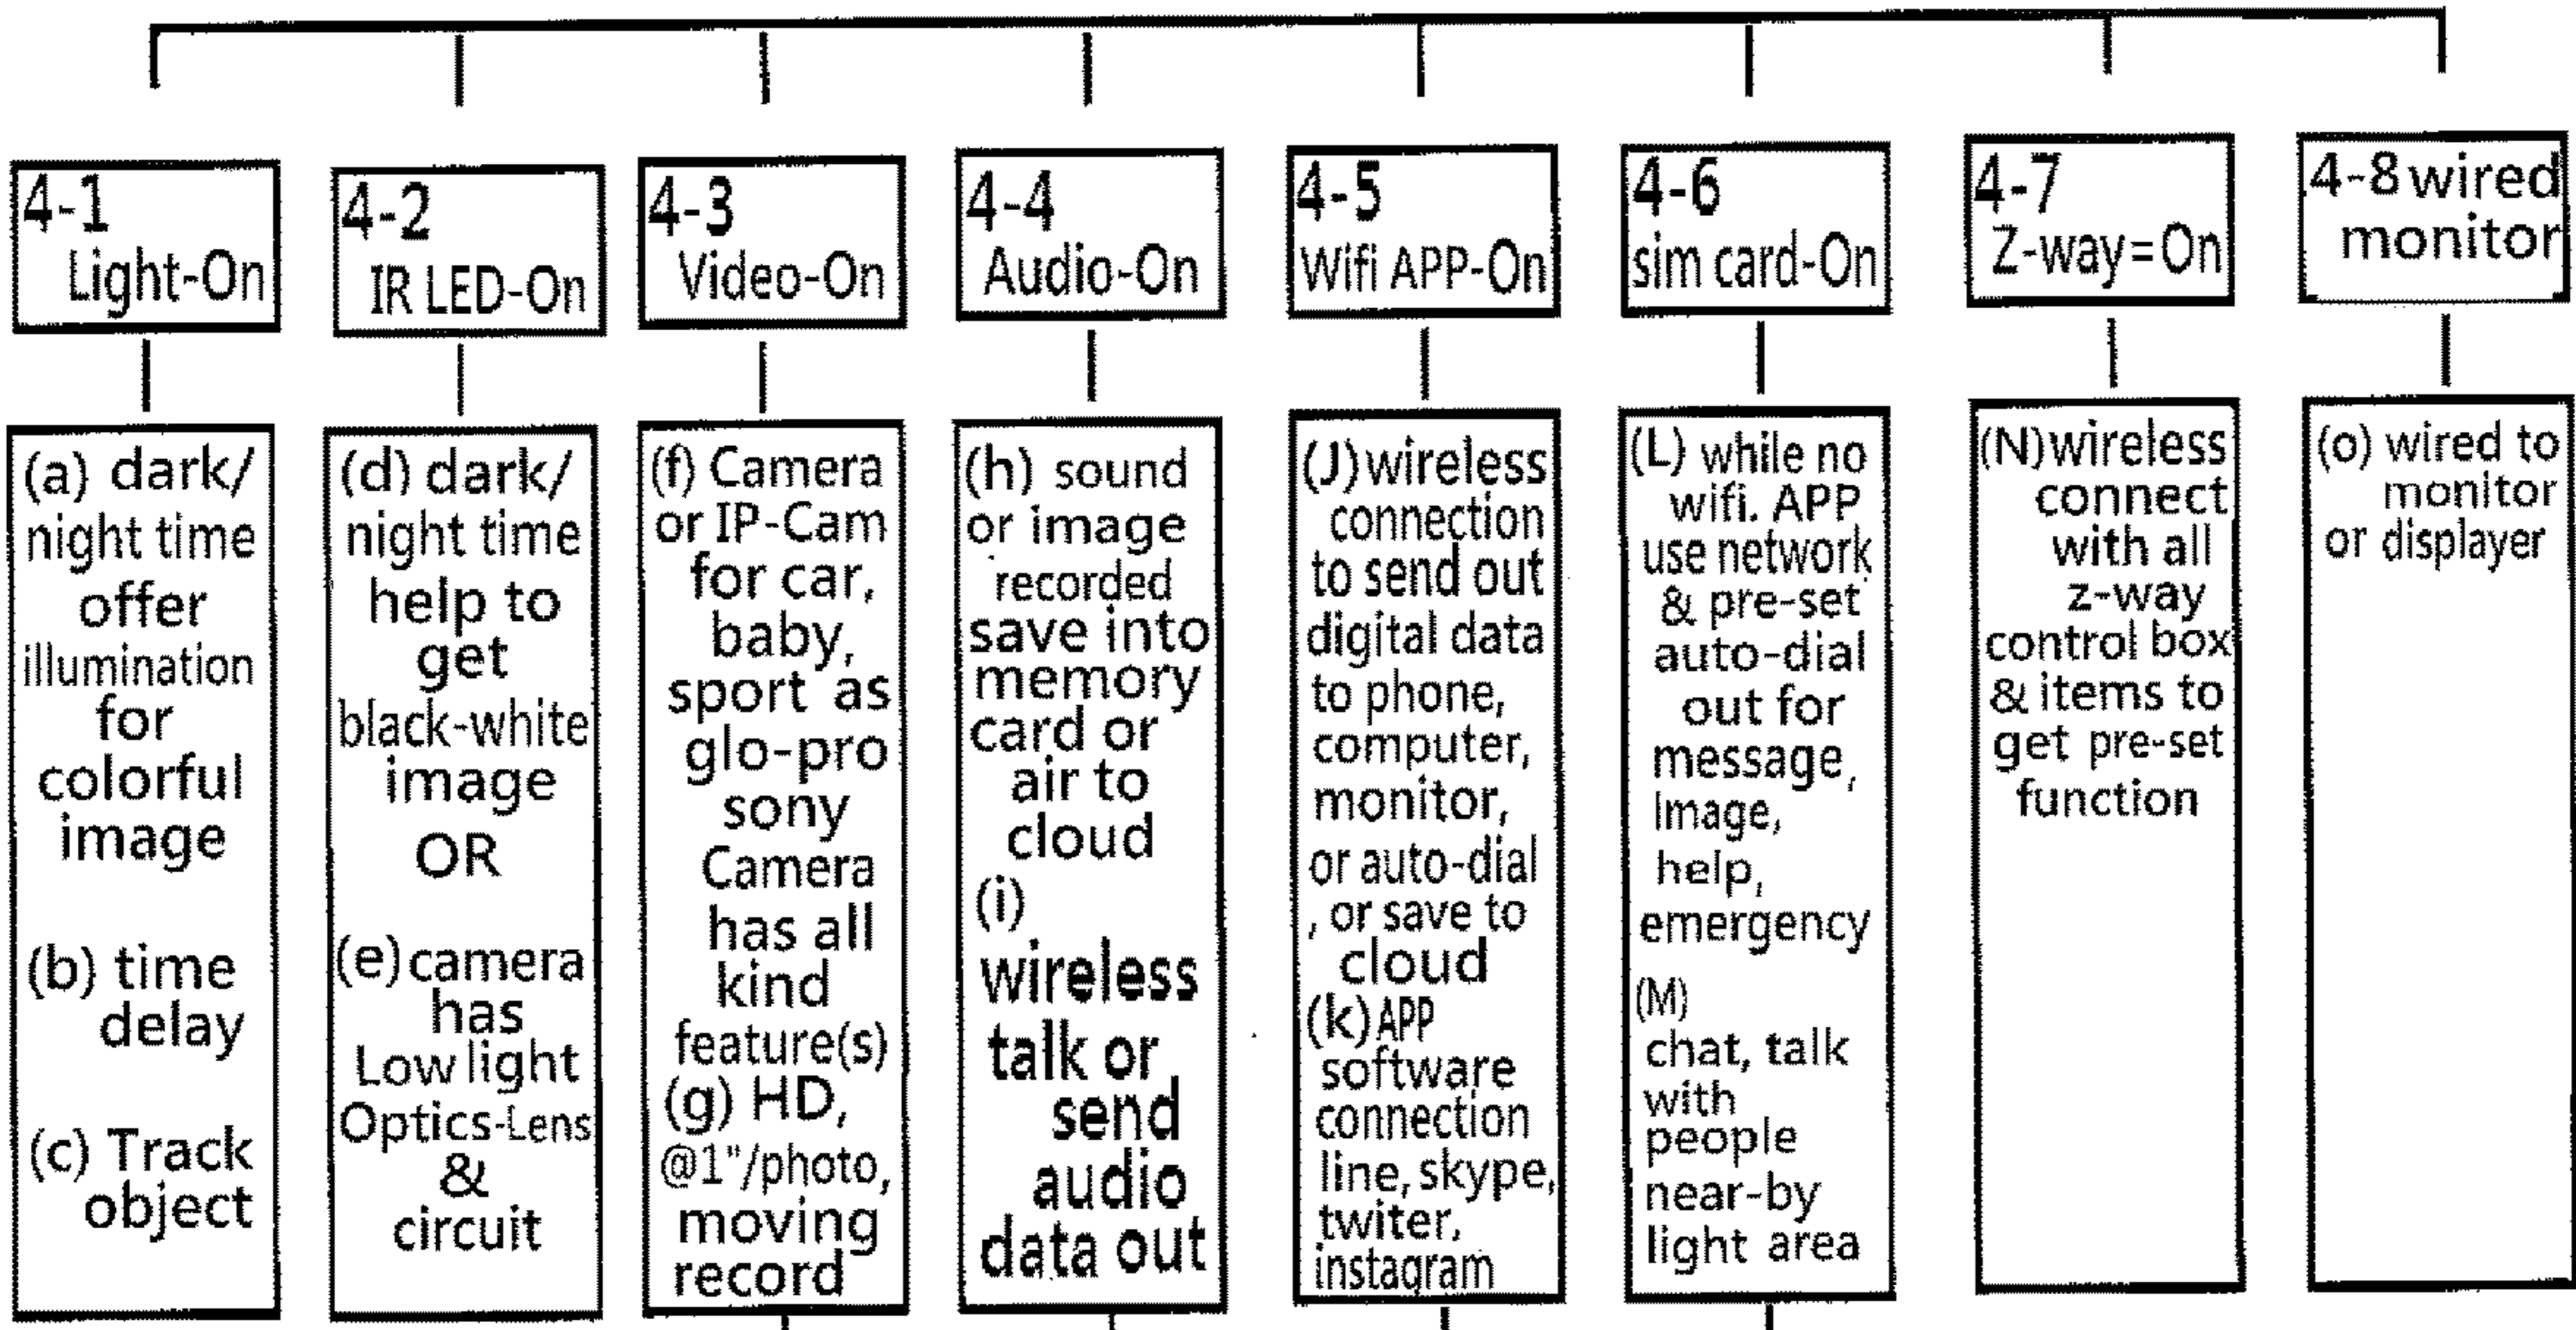 4-1
Light-On
4-2
IR LED-On
4-3
Video-On
4-4
Audio-On
4-5
Wifi APP-On
4-6
sim card-On
4-7
Z-way=On
4-8 wired
monitor
(a) dark/
night time
offer
illumination
for
colorful
image
(b) time
delay
(c) Track
object
(d) dark/
night time
help to
get
black-white
image
OR
(e) camera
has
Low light
Optics-Lens
&
circuit
(f) Camera
or IP-Cam
for car,
baby,
sport as
glo-pro
sony
Camera
has all
kind
feature(s)
(g) HD,
@1"/photo,
moving
record
(h) sound
or image
recorded
save into
memory
card or
air to
cloud
(i)
wireless
talk or
send
audio
data out
(J) wireless
connection
to send out
digital data
to phone,
computer,
monitor,
or auto-dial
, or save to
cloud
(k) APP
software
connection
line, skype,
twiter,
instagram
(L) while no
wifi. APP
use network
& pre-set
auto-dial
out for
message,
Image,
help,
emergency
(M)
chat, talk
with
people
near-by
light area
(N) wireless
connect
with all
z-way
control box
& items to
get pre-set
function
(o) wired to
monitor
or displayer